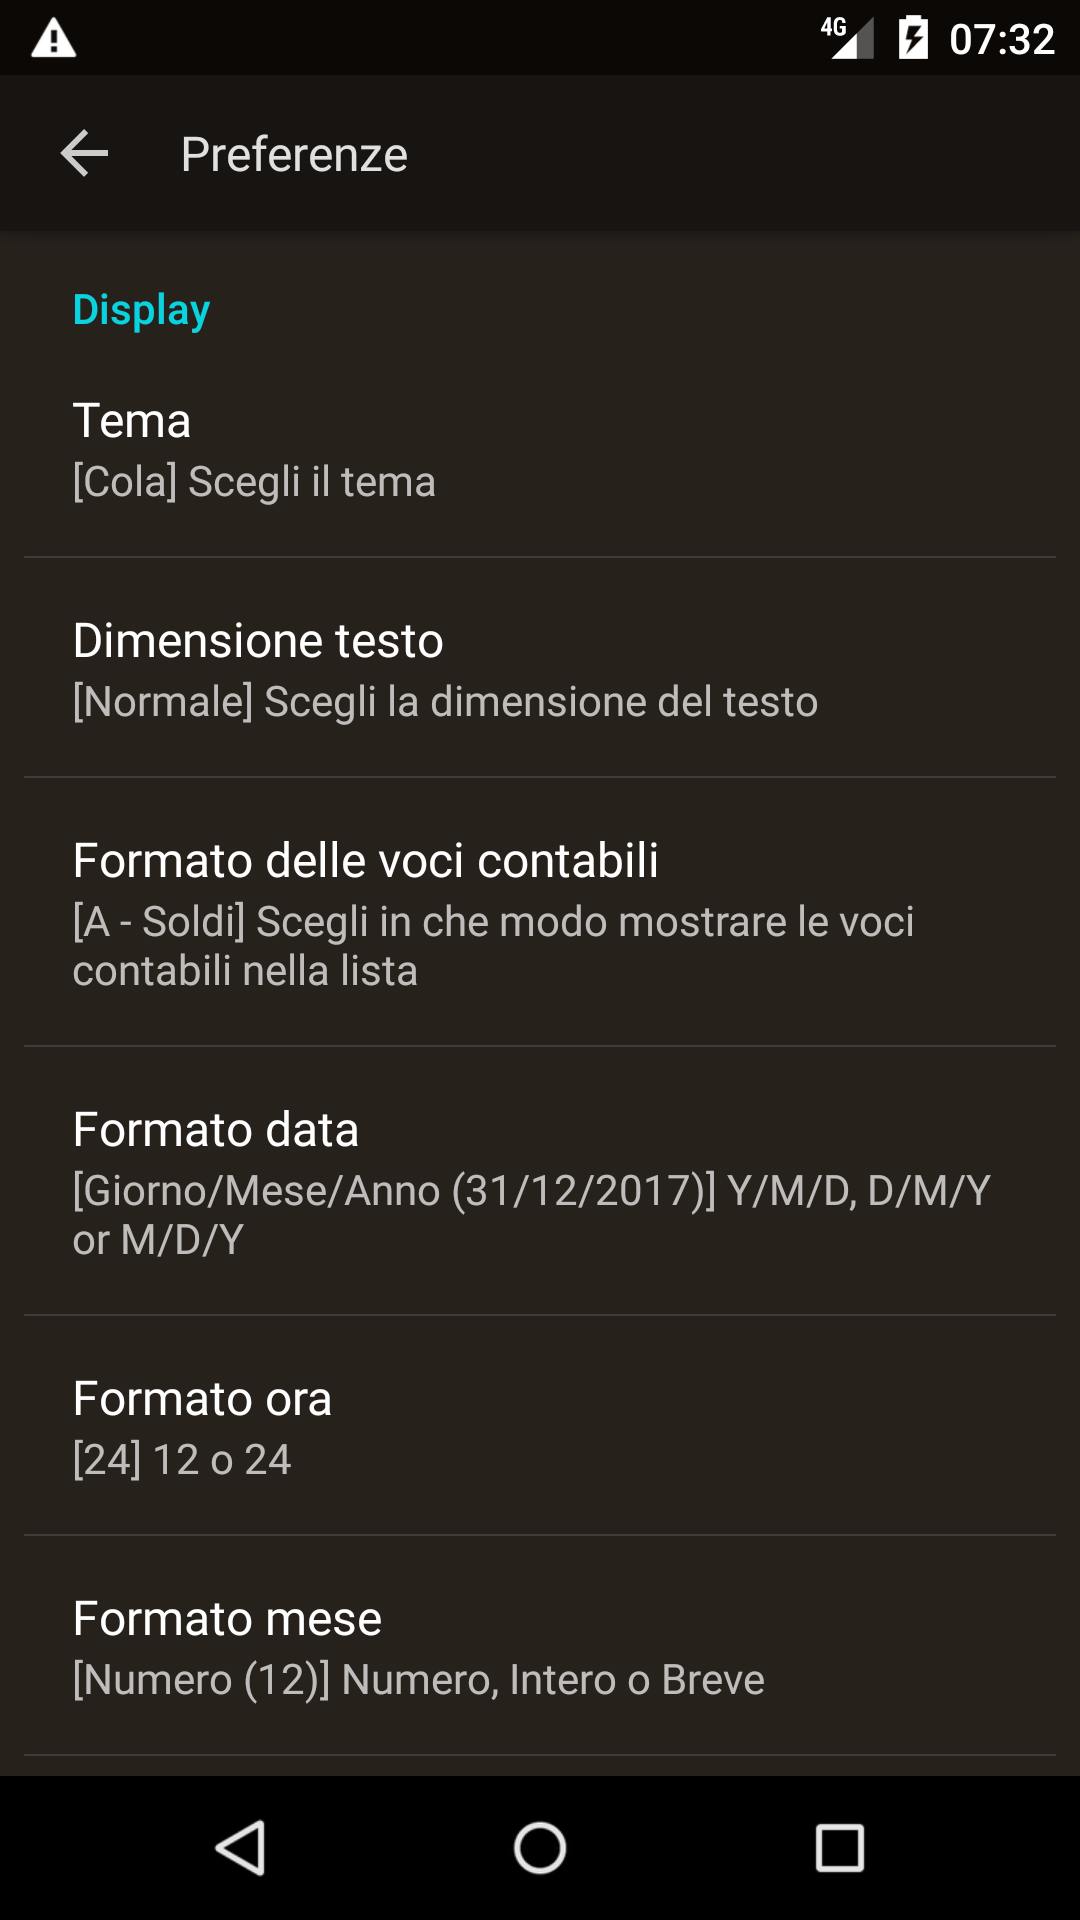 4G 07:32
Preferenze
Display
Tema
[Cola] Scegli il tema
Dimensione testo
[Normale] Scegli la dimensione del testo
Formato delle voci contabili
[A - Soldi] Scegli in che modo mostrare le voci
contabili nella lista
Formato data
[Giorno/Mese/Anno (31/12/2017)] Y/M/D, D/M/Y
or M/D/Y
Formato ora
[24] 12 o 24
Formato mese
[Numero (12)] Numero, Intero o Breve